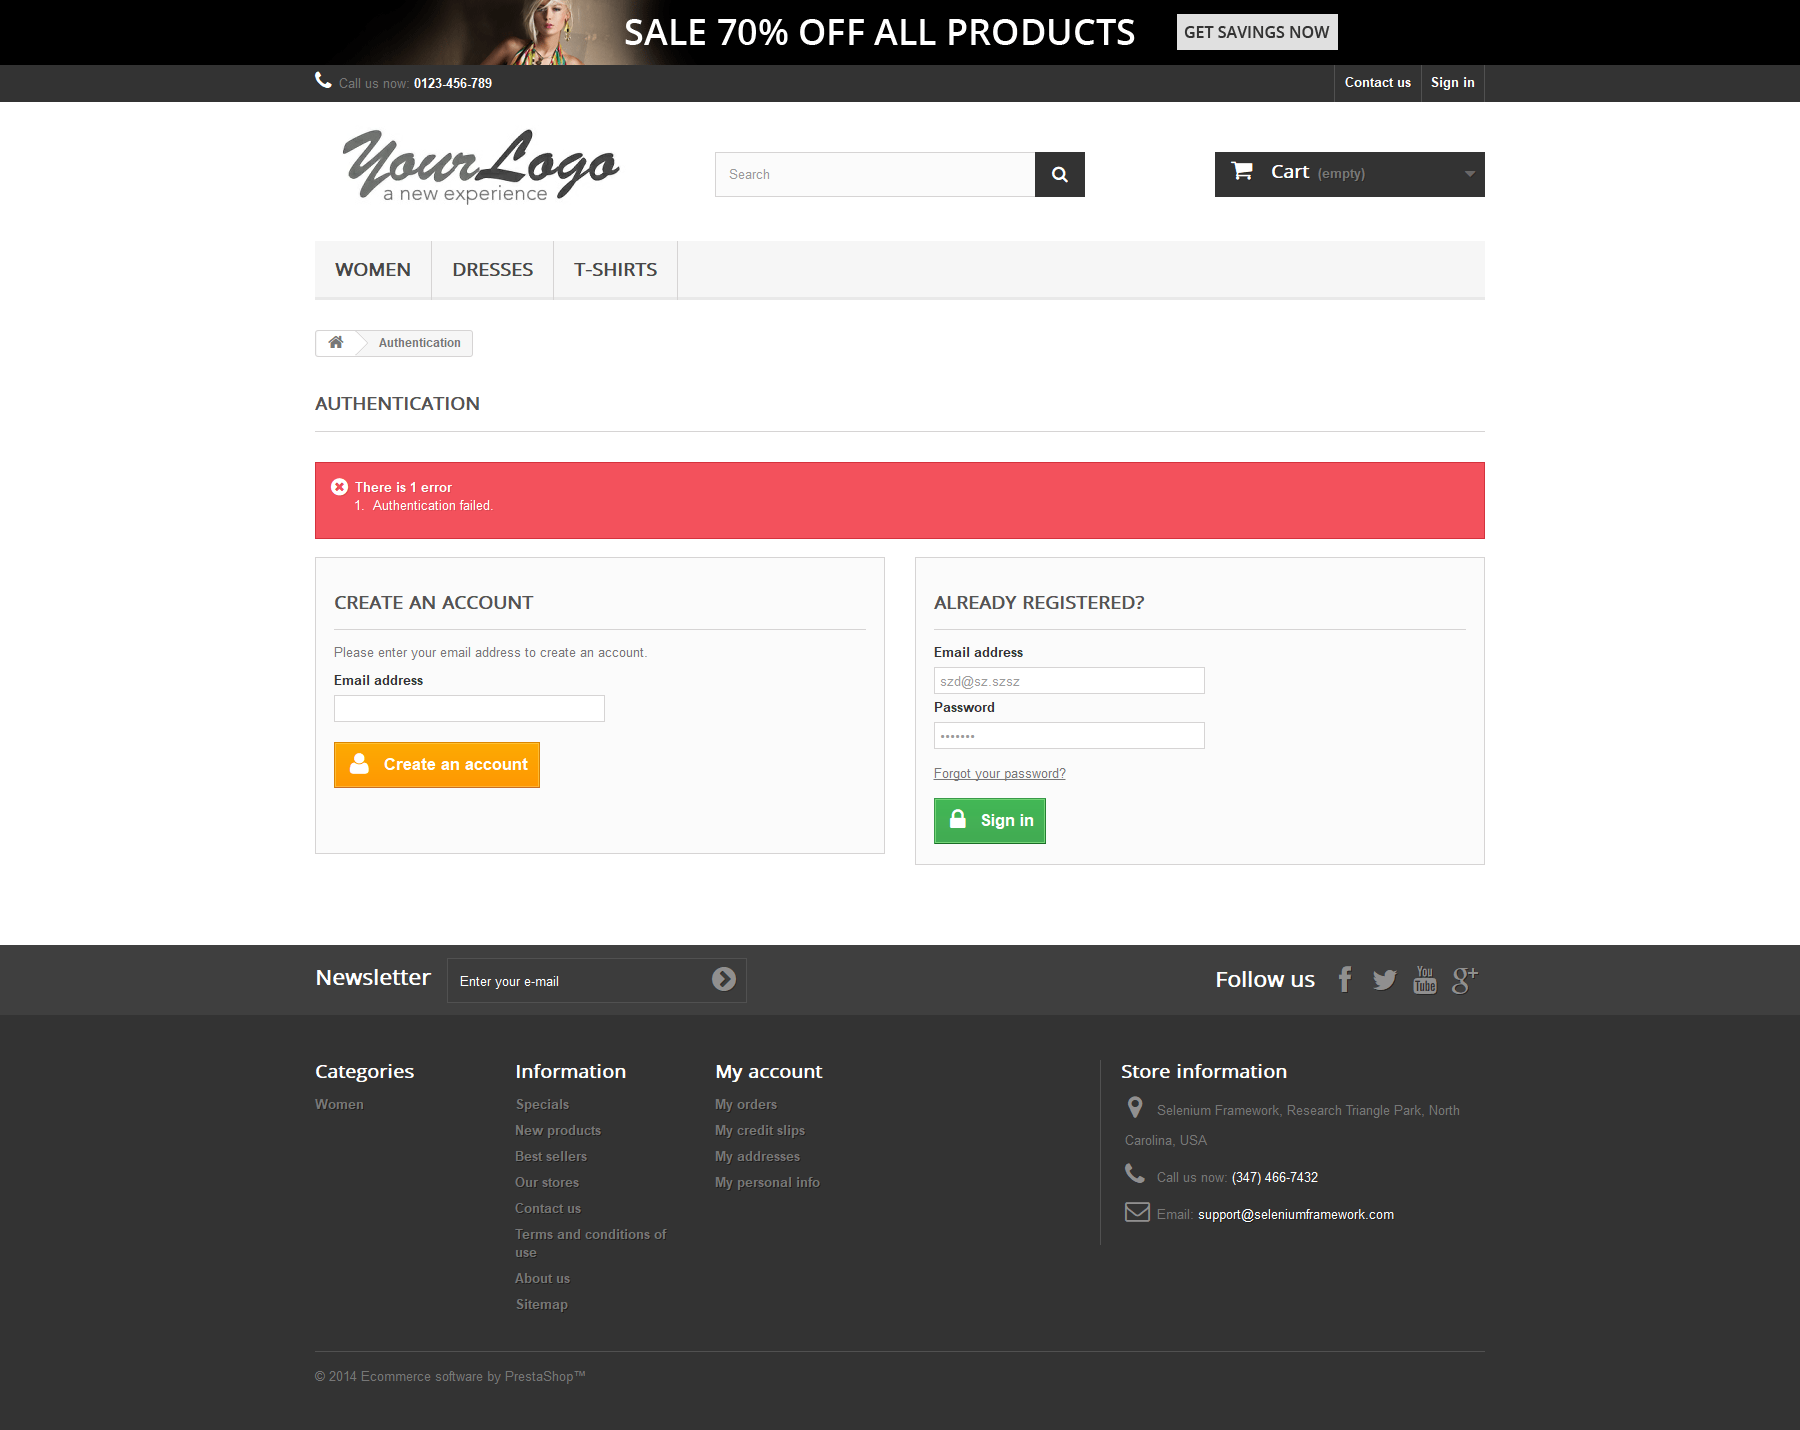 SALE 70% OFF ALL PRODUCTS
GET SAVINGS NOW
Call us now: 0123-456-789
Contact us
Sign in
YourLogo
a new experience
Search
Cart (empty)
WOMEN
DRESSES
T-SHIRTS
Authentication
AUTHENTICATION
There is 1 error
1. Authentication failed.
CREATE AN ACCOUNT
Please enter your email address to create an account.
Email address
Create an account
ALREADY REGISTERED?
Email address
szd@sz.szsz
Password
•••••••
Forgot your password?
Sign in
Newsletter
Enter your e-mail
Follow us
You
Tube
g+
Categories
Women
Information
Specials
New products
Best sellers
Our stores
Contact us
Terms and conditions of
use
About us
Sitemap
My account
My orders
My credit slips
My addresses
My personal info
Store information
Selenium Framework, Research Triangle Park, North
Carolina, USA
Call us now: (347) 466-7432
Email: support@seleniumframework.com
© 2014 Ecommerce software by PrestaShop™